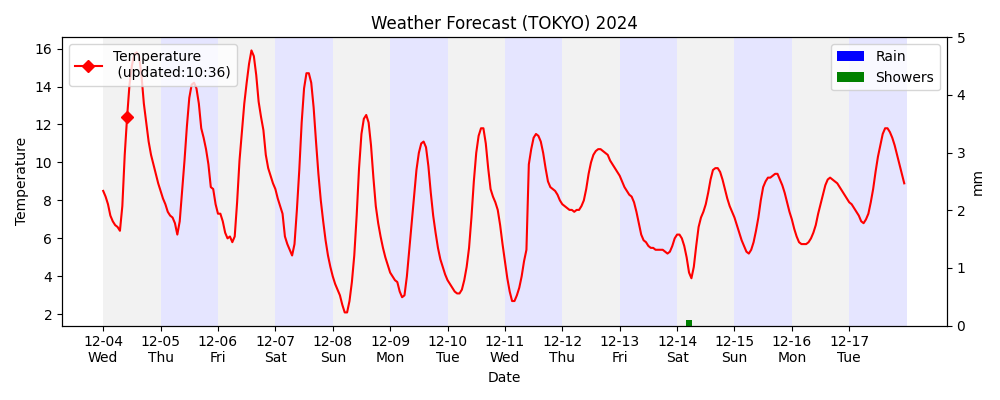 Weather Forecast (TOKYO) 2024
Temperature
(updated:10:36)
Rain
Showers
Temperature
16
14
12
10
8
6
4
2
5
4
3
2
1
0
mm
12-04 12-05 12-06 12-07 12-08 12-09 12-10 12-11 12-12 12-13 12-14 12-15 12-16 12-17
Wed Thu Fri Sat Sun Mon Tue Wed Thu Fri Sat Sun Mon Tue
Date